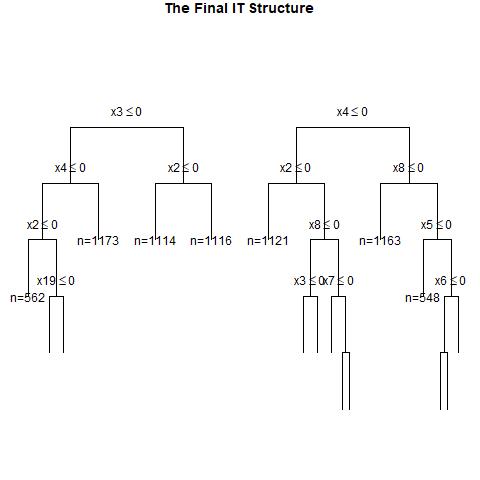 The Final IT Structure
x3 ≤ 0
x4 ≤ 0
x4 ≤ 0
x2 ≤ 0
x2 ≤ 0
x8 ≤ 0
x2 ≤ 0
n=1173
n=1114
n=1116
n=1121
x8 ≤ 0
n=1163
x5 ≤ 0
n=562
x19 ≤ 0
x3 ≤ 0
x7 ≤ 0
n=548
x6 ≤ 0